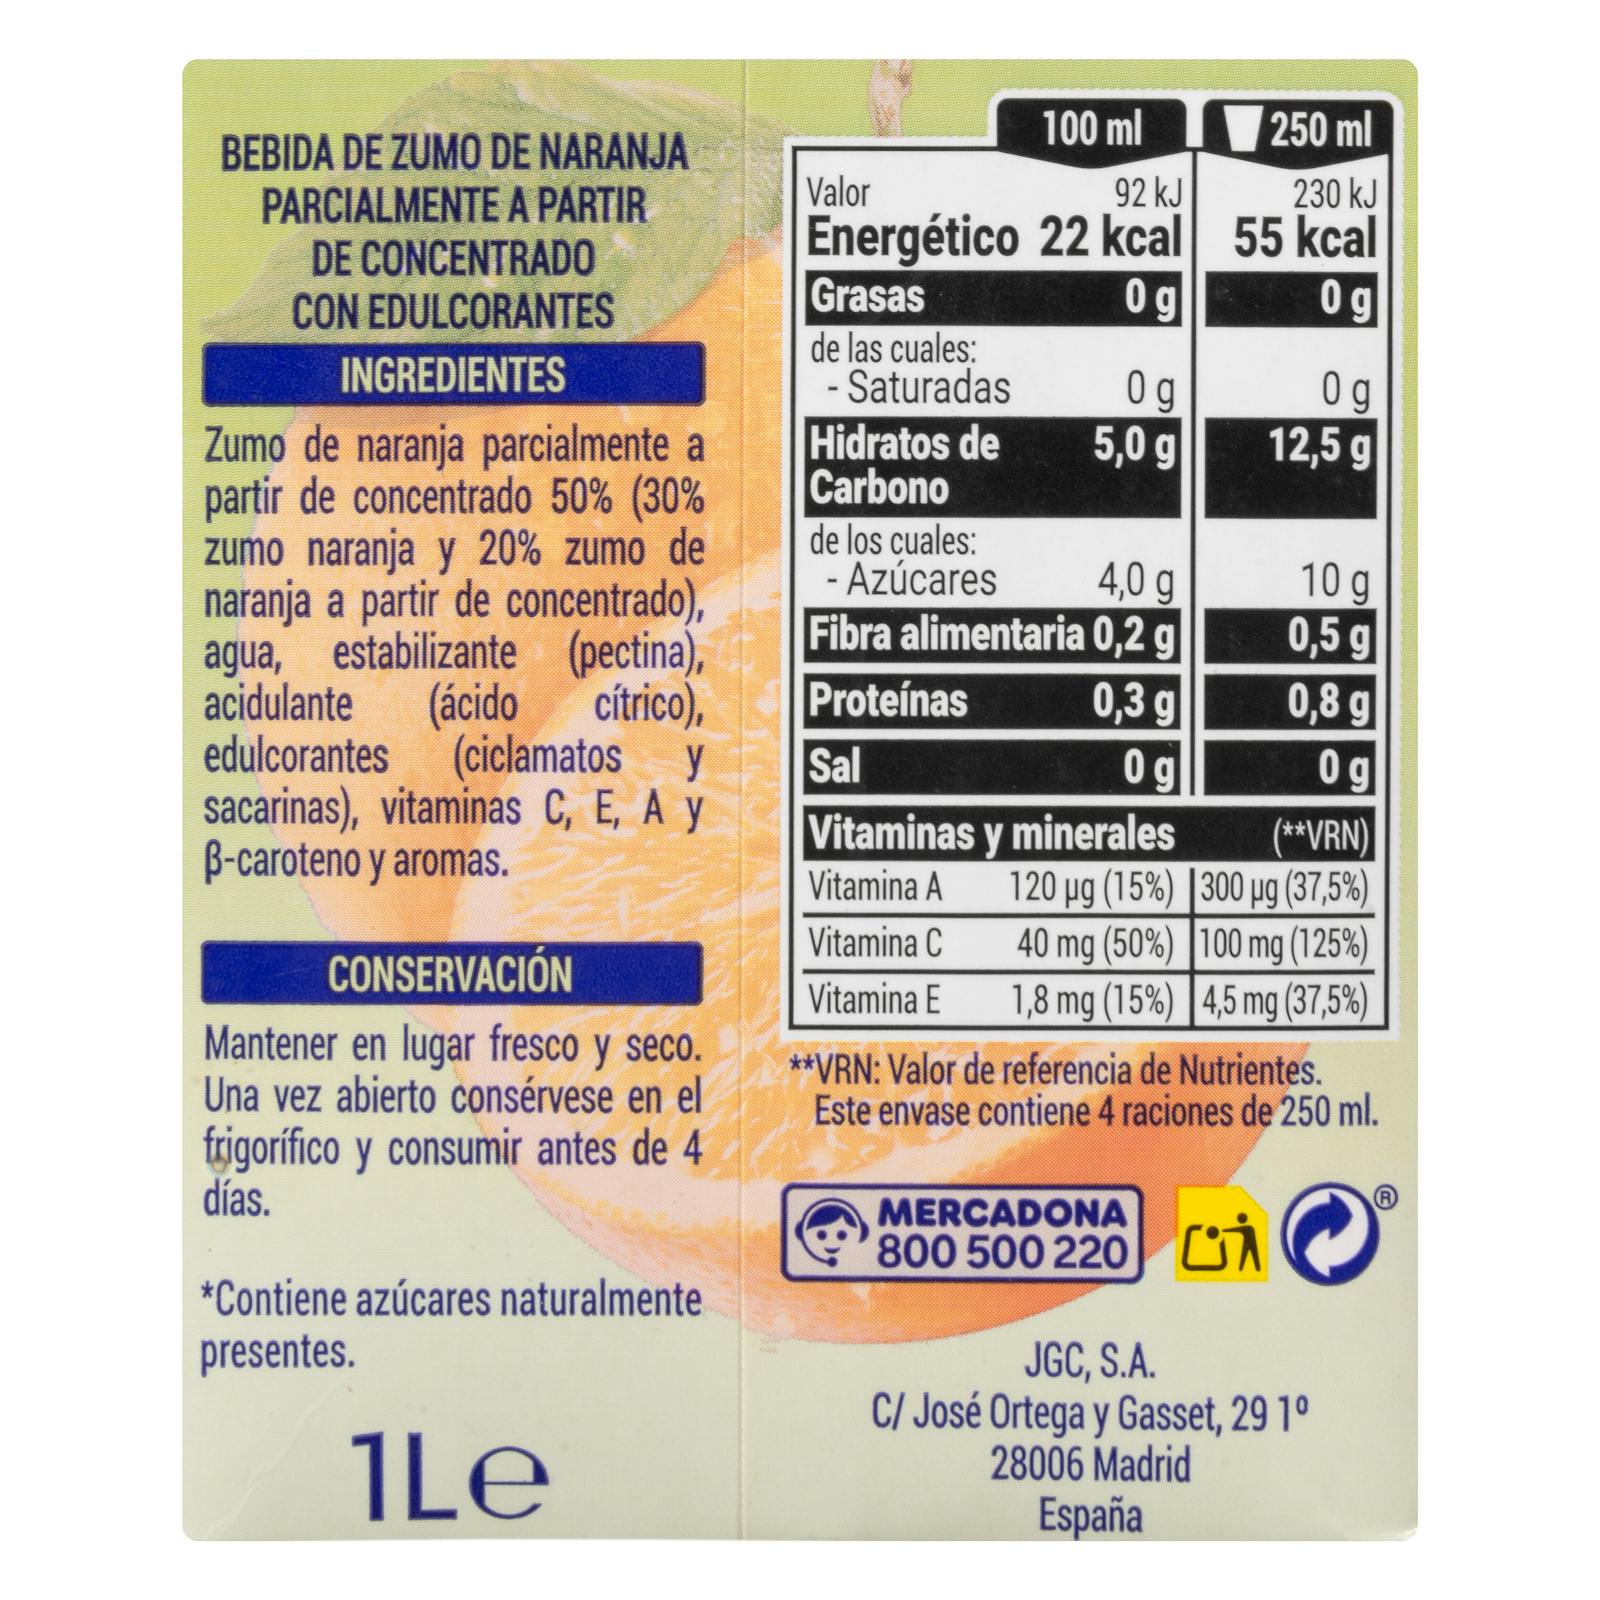 BEBIDA DE ZUMO DE NARANJA
PARCIALMENTE A PARTIR
DE CONCENTRADO
CON EDULCORANTES
INGREDIENTES
Zumo de naranja parcialmente a
partir de concentrado 50% (30%
zumo naranja y 20% zumo de
naranja a partir de concentrado),
agua, estabilizante (pectina),
acidulante (ácido cítrico),
edulcorantes (ciclamatos y
sacarinas), vitaminas C, E, A y
β-caroteno y aromas.
CONSERVACIÓN
Mantener en lugar fresco y seco.
Una vez abierto consérvese en el
frigorífico y consumir antes de 4
días.
*Contiene azúcares naturalmente
presentes.
1L e
100 ml 250 ml
Valor 92 kJ 230 kJ
Energético 22 kcal 55 kcal
Grasas 0 g 0 g
de las cuales:
- Saturadas 0 g 0 g
Hidratos de 5,0 g 12,5 g
Carbono
de los cuales:
- Azúcares 4,0 g 10 g
Fibra alimentaria 0,2 g 0,5 g
Proteínas 0,3 g 0,8 g
Sal 0 g 0 g
Vitaminas y minerales (**VRN)
Vitamina A 120 µg (15%) 300 µg (37,5%)
Vitamina C 40 mg (50%) 100 mg (125%)
Vitamina E 1,8 mg (15%) 4,5 mg (37,5%)
**VRN: Valor de referencia de Nutrientes.
Este envase contiene 4 raciones de 250 ml.
MERCADONA
800 500 220
®
JGC, S.A.
C/ José Ortega y Gasset, 29 1º
28006 Madrid
España